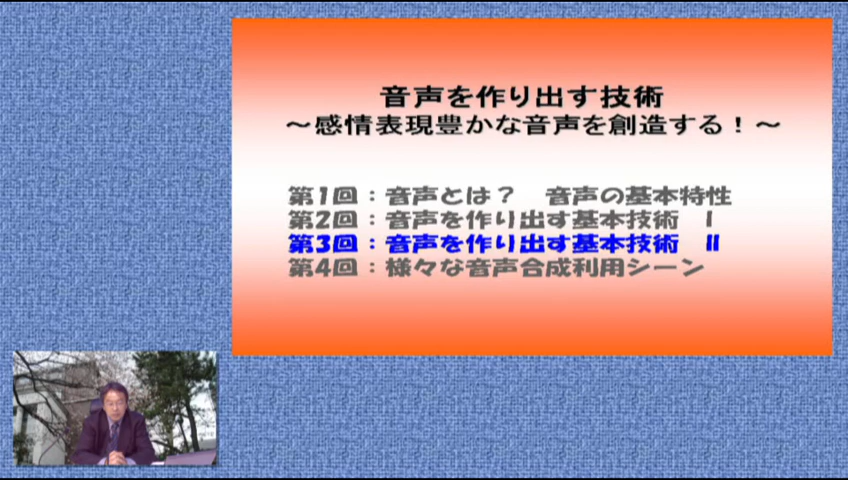 音声を作り出す技術
～感情表現豊かな音声を創造する！～
第1回：音声とは？　音声の基本特性
第2回：音声を作り出す基本技術　Ⅰ
第3回：音声を作り出す基本技術　Ⅱ
第4回：様々な音声合成利用シーン